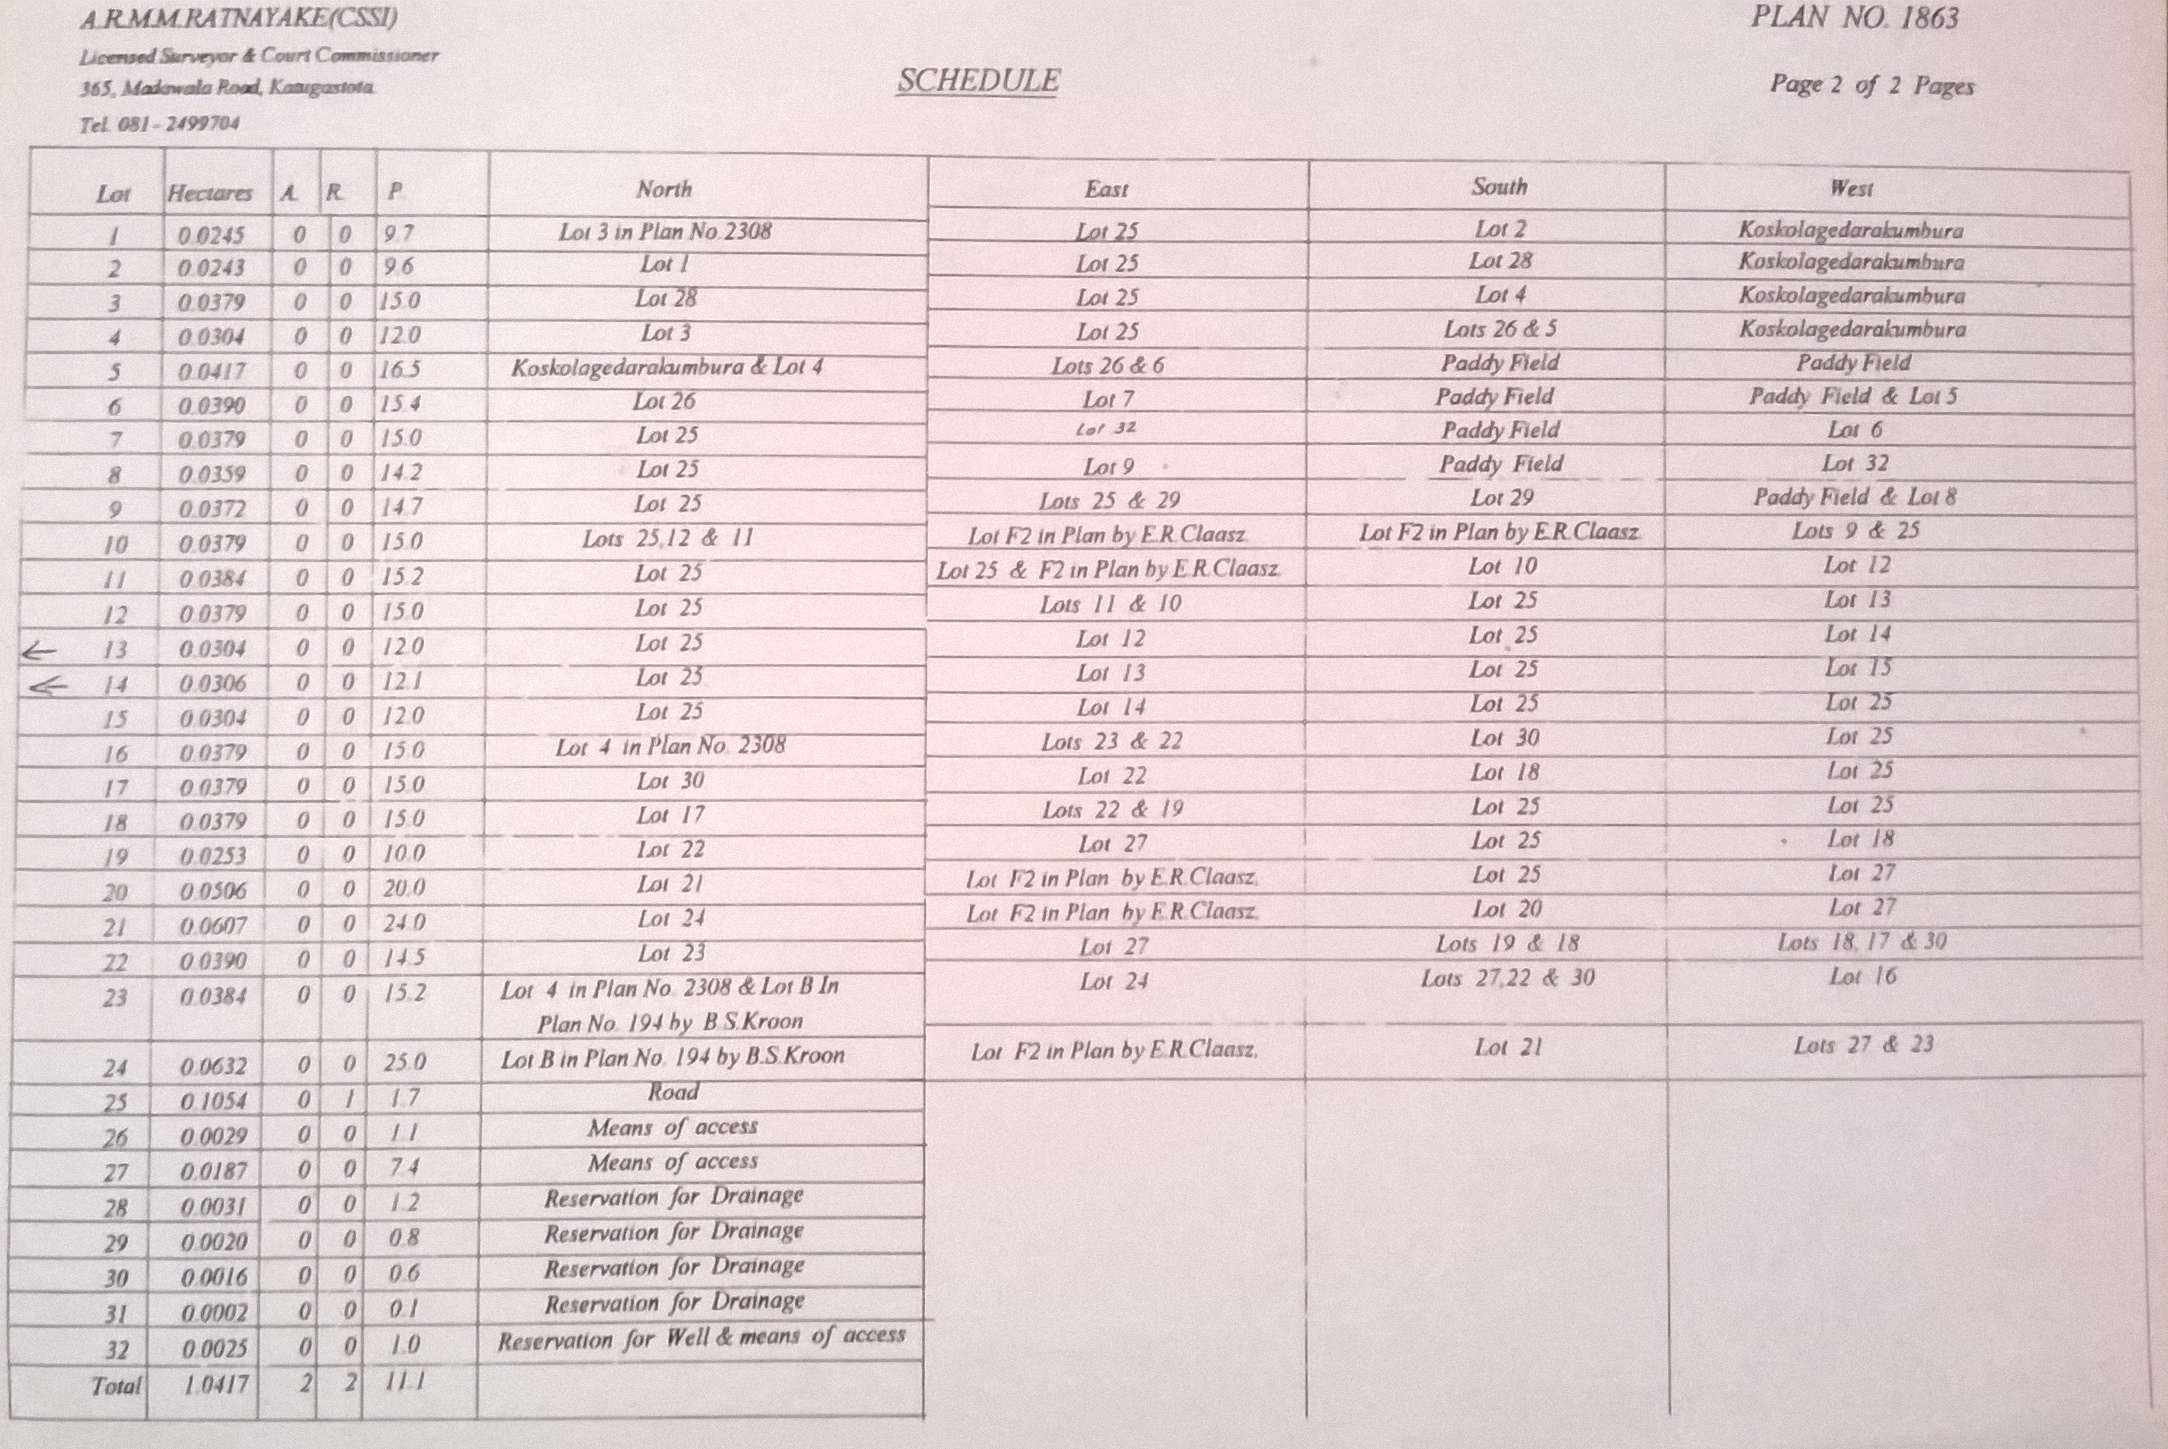 A.R.M.M.RATNAYAKE(CSSI)
Licensed Surveyor & Court Commissioner
365, Madawala Road, Katugastota.
Tel. 081- 2499704
SCHEDULE
PLAN NO. 1863
Page 2 of 2 Pages
Lot Hectares A. R. P. North East South West
1 0.0245 0 0 9.7 Lot 3 in Plan No.2308 Lot 25 Lot 2 Koskolagedarakumbura
2 0.0243 0 0 9.6 Lot 1 Lot 25 Lot 28 Koskolagedarakumbura
3 0.0379 0 0 15.0 Lot 28 Lot 25 Lot 4 Koskolagedarakumbura
4 0.0304 0 0 12.0 Lot 3 Lot 25 Lots 26 & 5 Koskolagedarakumbura
5 0.0417 0 0 16.5 Koskolagedarakumbura & Lot 4 Lots 26 & 6 Paddy Field Paddy Field
6 0.0390 0 0 15.4 Lot 26 Lot 7 Paddy Field Paddy Field & Lot 5
7 0.0379 0 0 15.0 Lot 25 Lot 32 Paddy Field Lot 6
8 0.0359 0 0 14.2 Lot 25 Lot 9 Paddy Field Lot 32
9 0.0372 0 0 14.7 Lot 25 Lots 25 & 29 Lot 29 Paddy Field & Lot 8
10 0.0379 0 0 15.0 Lots 25,12 & 11 Lot F2 in Plan by E.R.Claasz. Lot F2 in Plan by E.R.Claasz. Lots 9 & 25
11 0.0384 0 0 15.2 Lot 25 Lot 25 & F2 in Plan by E.R.Claasz. Lot 10 Lot 12
12 0.0379 0 0 15.0 Lot 25 Lots 11 & 10 Lot 25 Lot 13
← 13 0.0304 0 0 12.0 Lot 25 Lot 12 Lot 25 Lot 14
← 14 0.0306 0 0 12.1 Lot 25 Lot 13 Lot 25 Lot 15
15 0.0304 0 0 12.0 Lot 25 Lot 14 Lot 25 Lot 25
16 0.0379 0 0 15.0 Lot 4 in Plan No. 2308 Lots 23 & 22 Lot 30 Lot 25
17 0.0379 0 0 15.0 Lot 30 Lot 22 Lot 18 Lot 25
18 0.0379 0 0 15.0 Lot 17 Lots 22 & 19 Lot 25 Lot 25
19 0.0253 0 0 10.0 Lot 22 Lot 27 Lot 25 Lot 18
20 0.0506 0 0 20.0 Lot 21 Lot F2 in Plan by E.R.Claasz. Lot 25 Lot 27
21 0.0607 0 0 24.0 Lot 24 Lot F2 in Plan by E.R.Claasz. Lot 20 Lot 27
22 0.0390 0 0 14.5 Lot 23 Lot 27 Lots 19 & 18 Lots 18, 17 & 30
23 0.0384 0 0 15.2 Lot 4 in Plan No. 2308 & Lot B In Lot 24 Lots 27,22 & 30 Lot 16
Plan No. 194 by B.S.Kroon
24 0.0632 0 0 25.0 Lot B in Plan No. 194 by B.S.Kroon Lot F2 in Plan by E.R.Claasz, Lot 21 Lots 27 & 23
25 0.1054 0 1 1.7 Road
26 0.0029 0 0 1.1 Means of access
27 0.0187 0 0 7.4 Means of access
28 0.0031 0 0 1.2 Reservation for Drainage
29 0.0020 0 0 0.8 Reservation for Drainage
30 0.0016 0 0 0.6 Reservation for Drainage
31 0.0002 0 0 0.1 Reservation for Drainage
32 0.0025 0 0 1.0 Reservation for Well & means of access
Total 1.0417 2 2 11.1